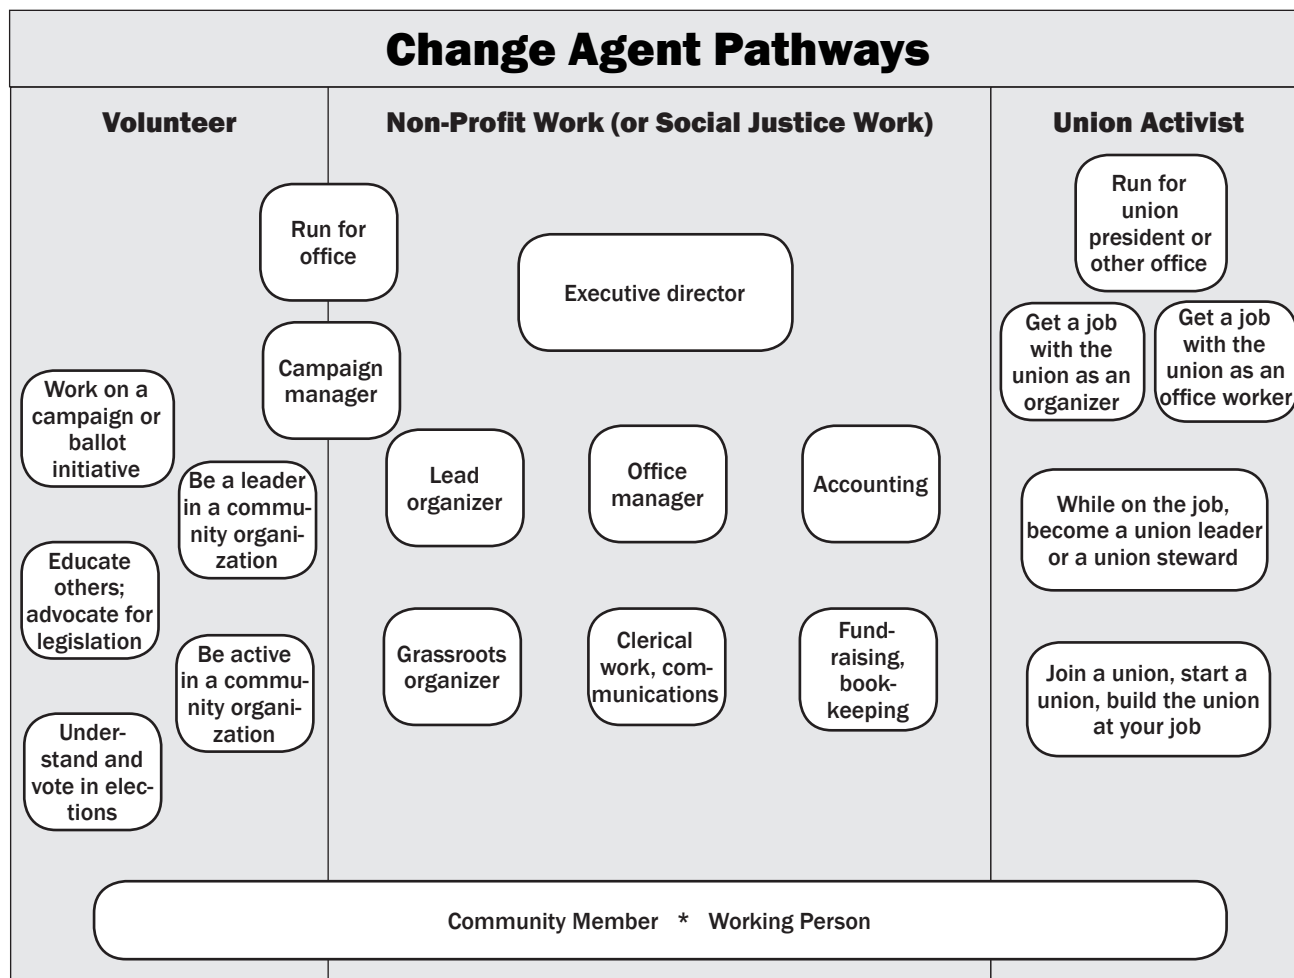 Change Agent Pathways
Volunteer
Non-Profit Work (or Social Justice Work)
Union Activist
Run for
office
Campaign
manager
Work on a
campaign or
ballot
initiative
Be a leader
in a commu-
nity organi-
zation
Educate
others;
advocate for
legislation
Be active
in a commu-
nity organi-
zation
Under-
stand and
vote in elec-
tions
Executive director
Lead
organizer
Office
manager
Accounting
Grassroots
organizer
Clerical
work, com-
munications
Fund-
raising,
book-
keeping
Run for
union
president or
other office
Get a job
with the
union as an
organizer
Get a job
with the
union as an
office worker
While on the job,
become a union leader
or a union steward
Join a union, start a
union, build the union
at your job
Community Member * Working Person